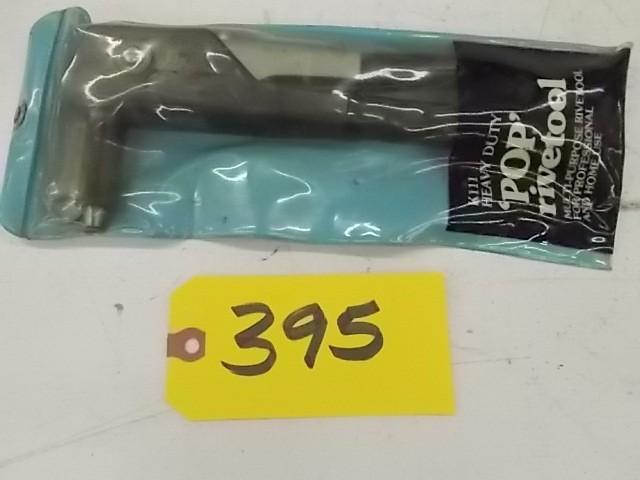 K111
HEAVY DUTY
'POP'
rivetool
MULTI-PURPOSE RIVETOOL
FOR PROFESSIONAL
AND HOME USE
395